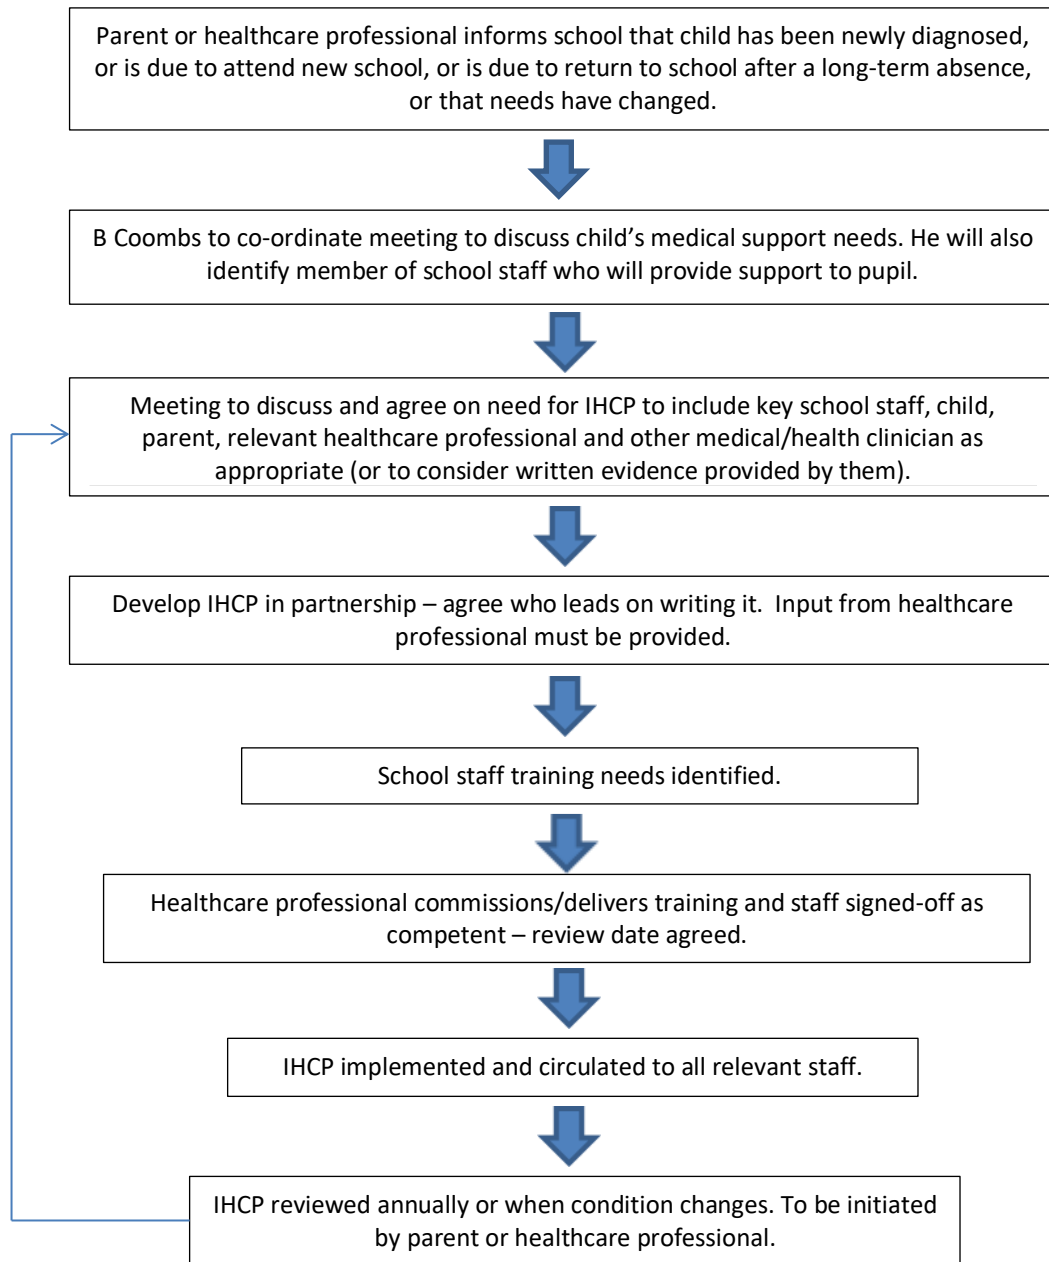 Parent or healthcare professional informs school that child has been newly diagnosed,
or is due to attend new school, or is due to return to school after a long-term absence,
or that needs have changed.
B Coombs to co-ordinate meeting to discuss child’s medical support needs. He will also
identify member of school staff who will provide support to pupil.
Meeting to discuss and agree on need for IHCP to include key school staff, child,
parent, relevant healthcare professional and other medical/health clinician as
appropriate (or to consider written evidence provided by them).
Develop IHCP in partnership – agree who leads on writing it.  Input from healthcare
professional must be provided.
School staff training needs identified.
Healthcare professional commissions/delivers training and staff signed-off as
competent – review date agreed.
IHCP implemented and circulated to all relevant staff.
IHCP reviewed annually or when condition changes. To be initiated
by parent or healthcare professional.